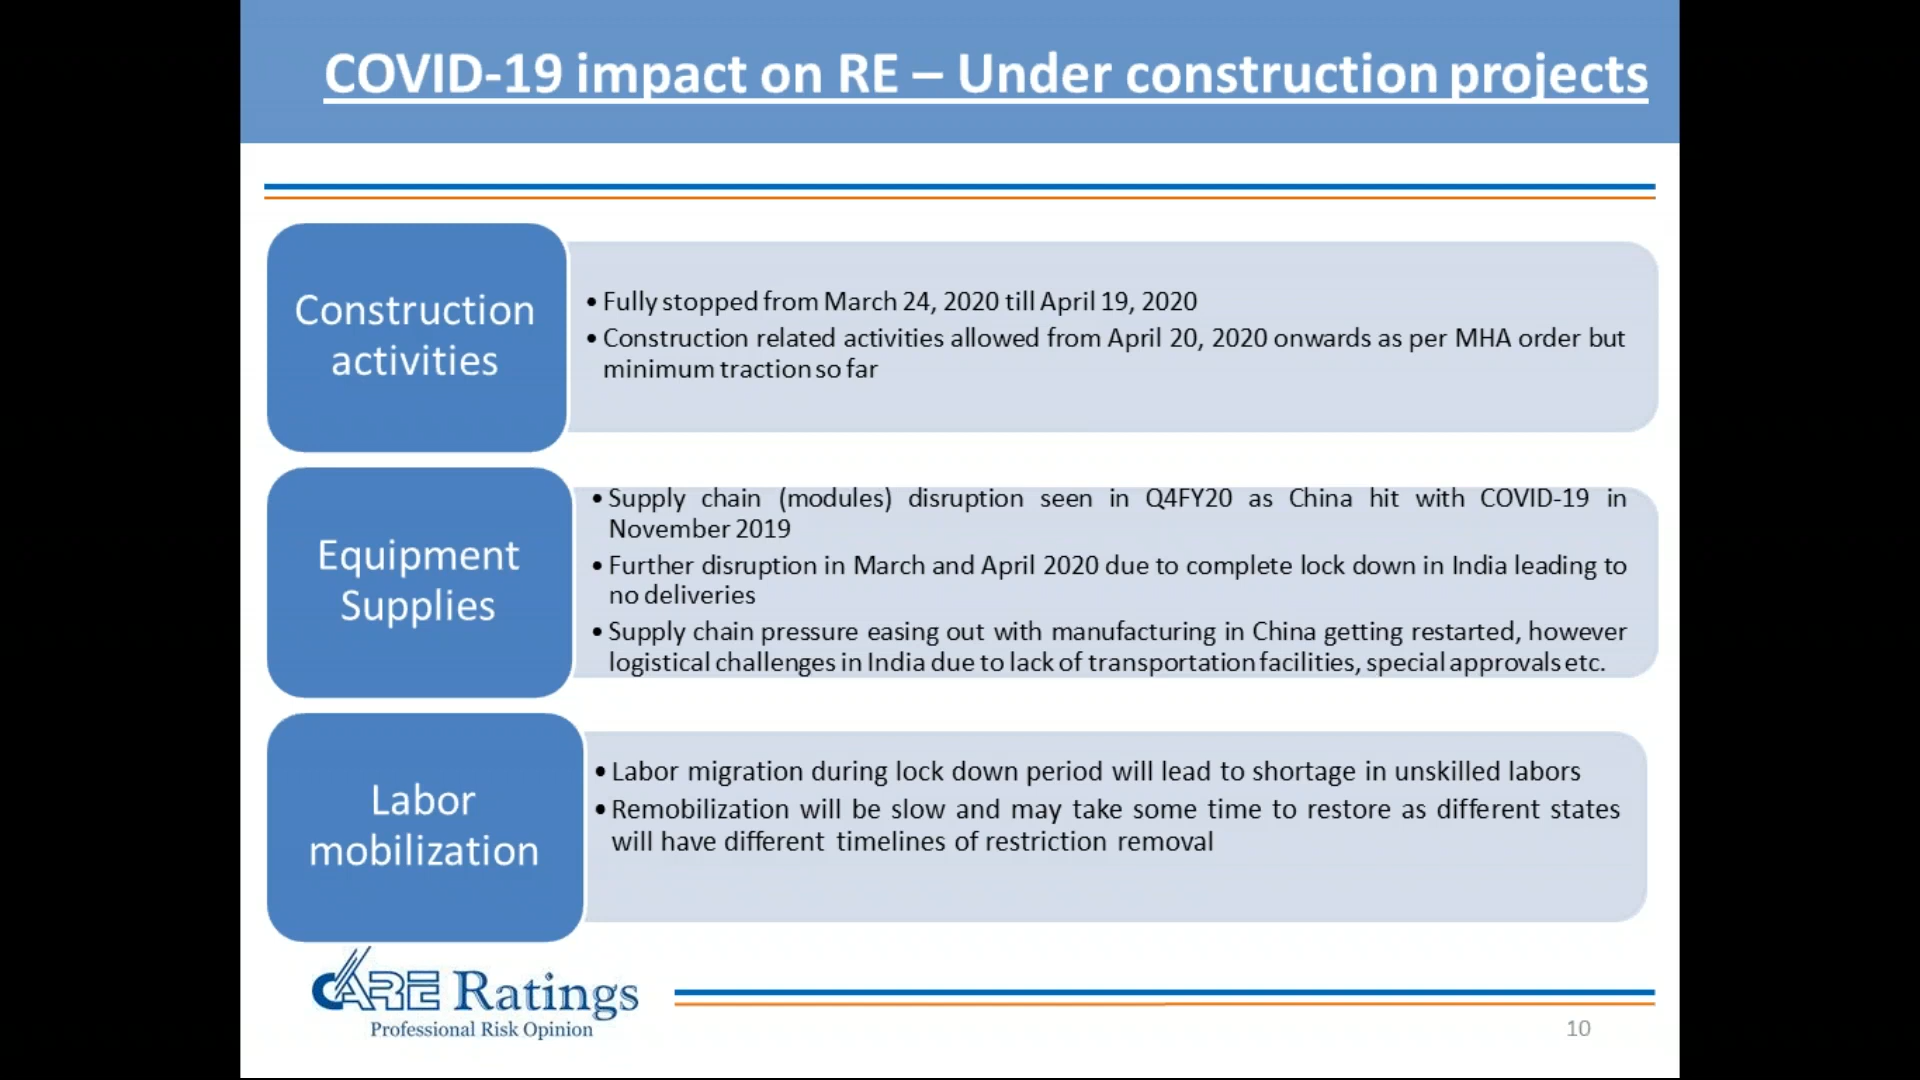 COVID-19 impact on RE – Under construction projects
Construction
activities
• Fully stopped from March 24, 2020 till April 19, 2020
• Construction related activities allowed from April 20, 2020 onwards as per MHA order but
minimum traction so far
Equipment
Supplies
• Supply chain (modules) disruption seen in Q4FY20 as China hit with COVID-19 in
November 2019
• Further disruption in March and April 2020 due to complete lock down in India leading to
no deliveries
• Supply chain pressure easing out with manufacturing in China getting restarted, however
logistical challenges in India due to lack of transportation facilities, special approvals etc.
Labor
mobilization
• Labor migration during lock down period will lead to shortage in unskilled labors
• Remobilization will be slow and may take some time to restore as different states
will have different timelines of restriction removal
CARE Ratings
Professional Risk Opinion
10